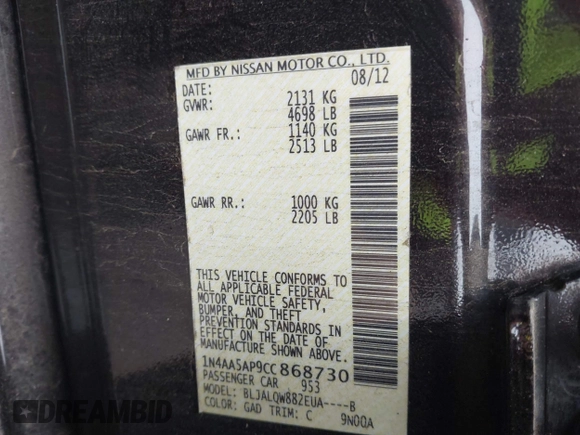 MFD BY NISSAN MOTOR CO., LTD.
DATE: 08/12
GVWR: 2131 KG
4698 LB
GAWR FR.: 1140 KG
2513 LB
GAWR RR.: 1000 KG
2205 LB
THIS VEHICLE CONFORMS TO
ALL APPLICABLE FEDERAL
MOTOR VEHICLE SAFETY,
BUMPER, AND THEFT
PREVENTION STANDARDS IN
EFFECT ON THE DATE OF
MANUFACTURE SHOWN ABOVE.
1N4AA5AP9CC868730
PASSENGER CAR 953
MODEL: BLJALQW882EUA----B
COLOR: GAD TRIM: C 9N00A
DREAMBID